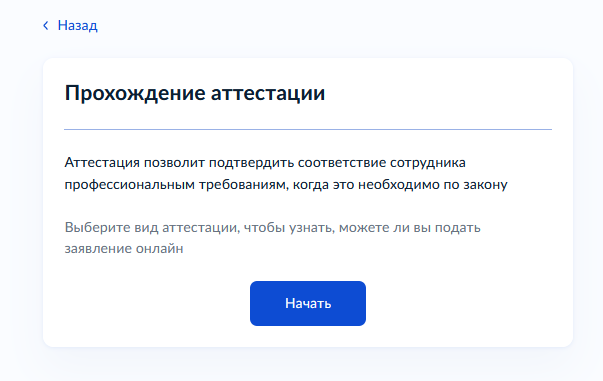 Назад
Прохождение аттестации
Аттестация позволит подтвердить соответствие сотрудника
профессиональным требованиям, когда это необходимо по закону
Выберите вид аттестации, чтобы узнать, можете ли вы подать
заявление онлайн
Начать